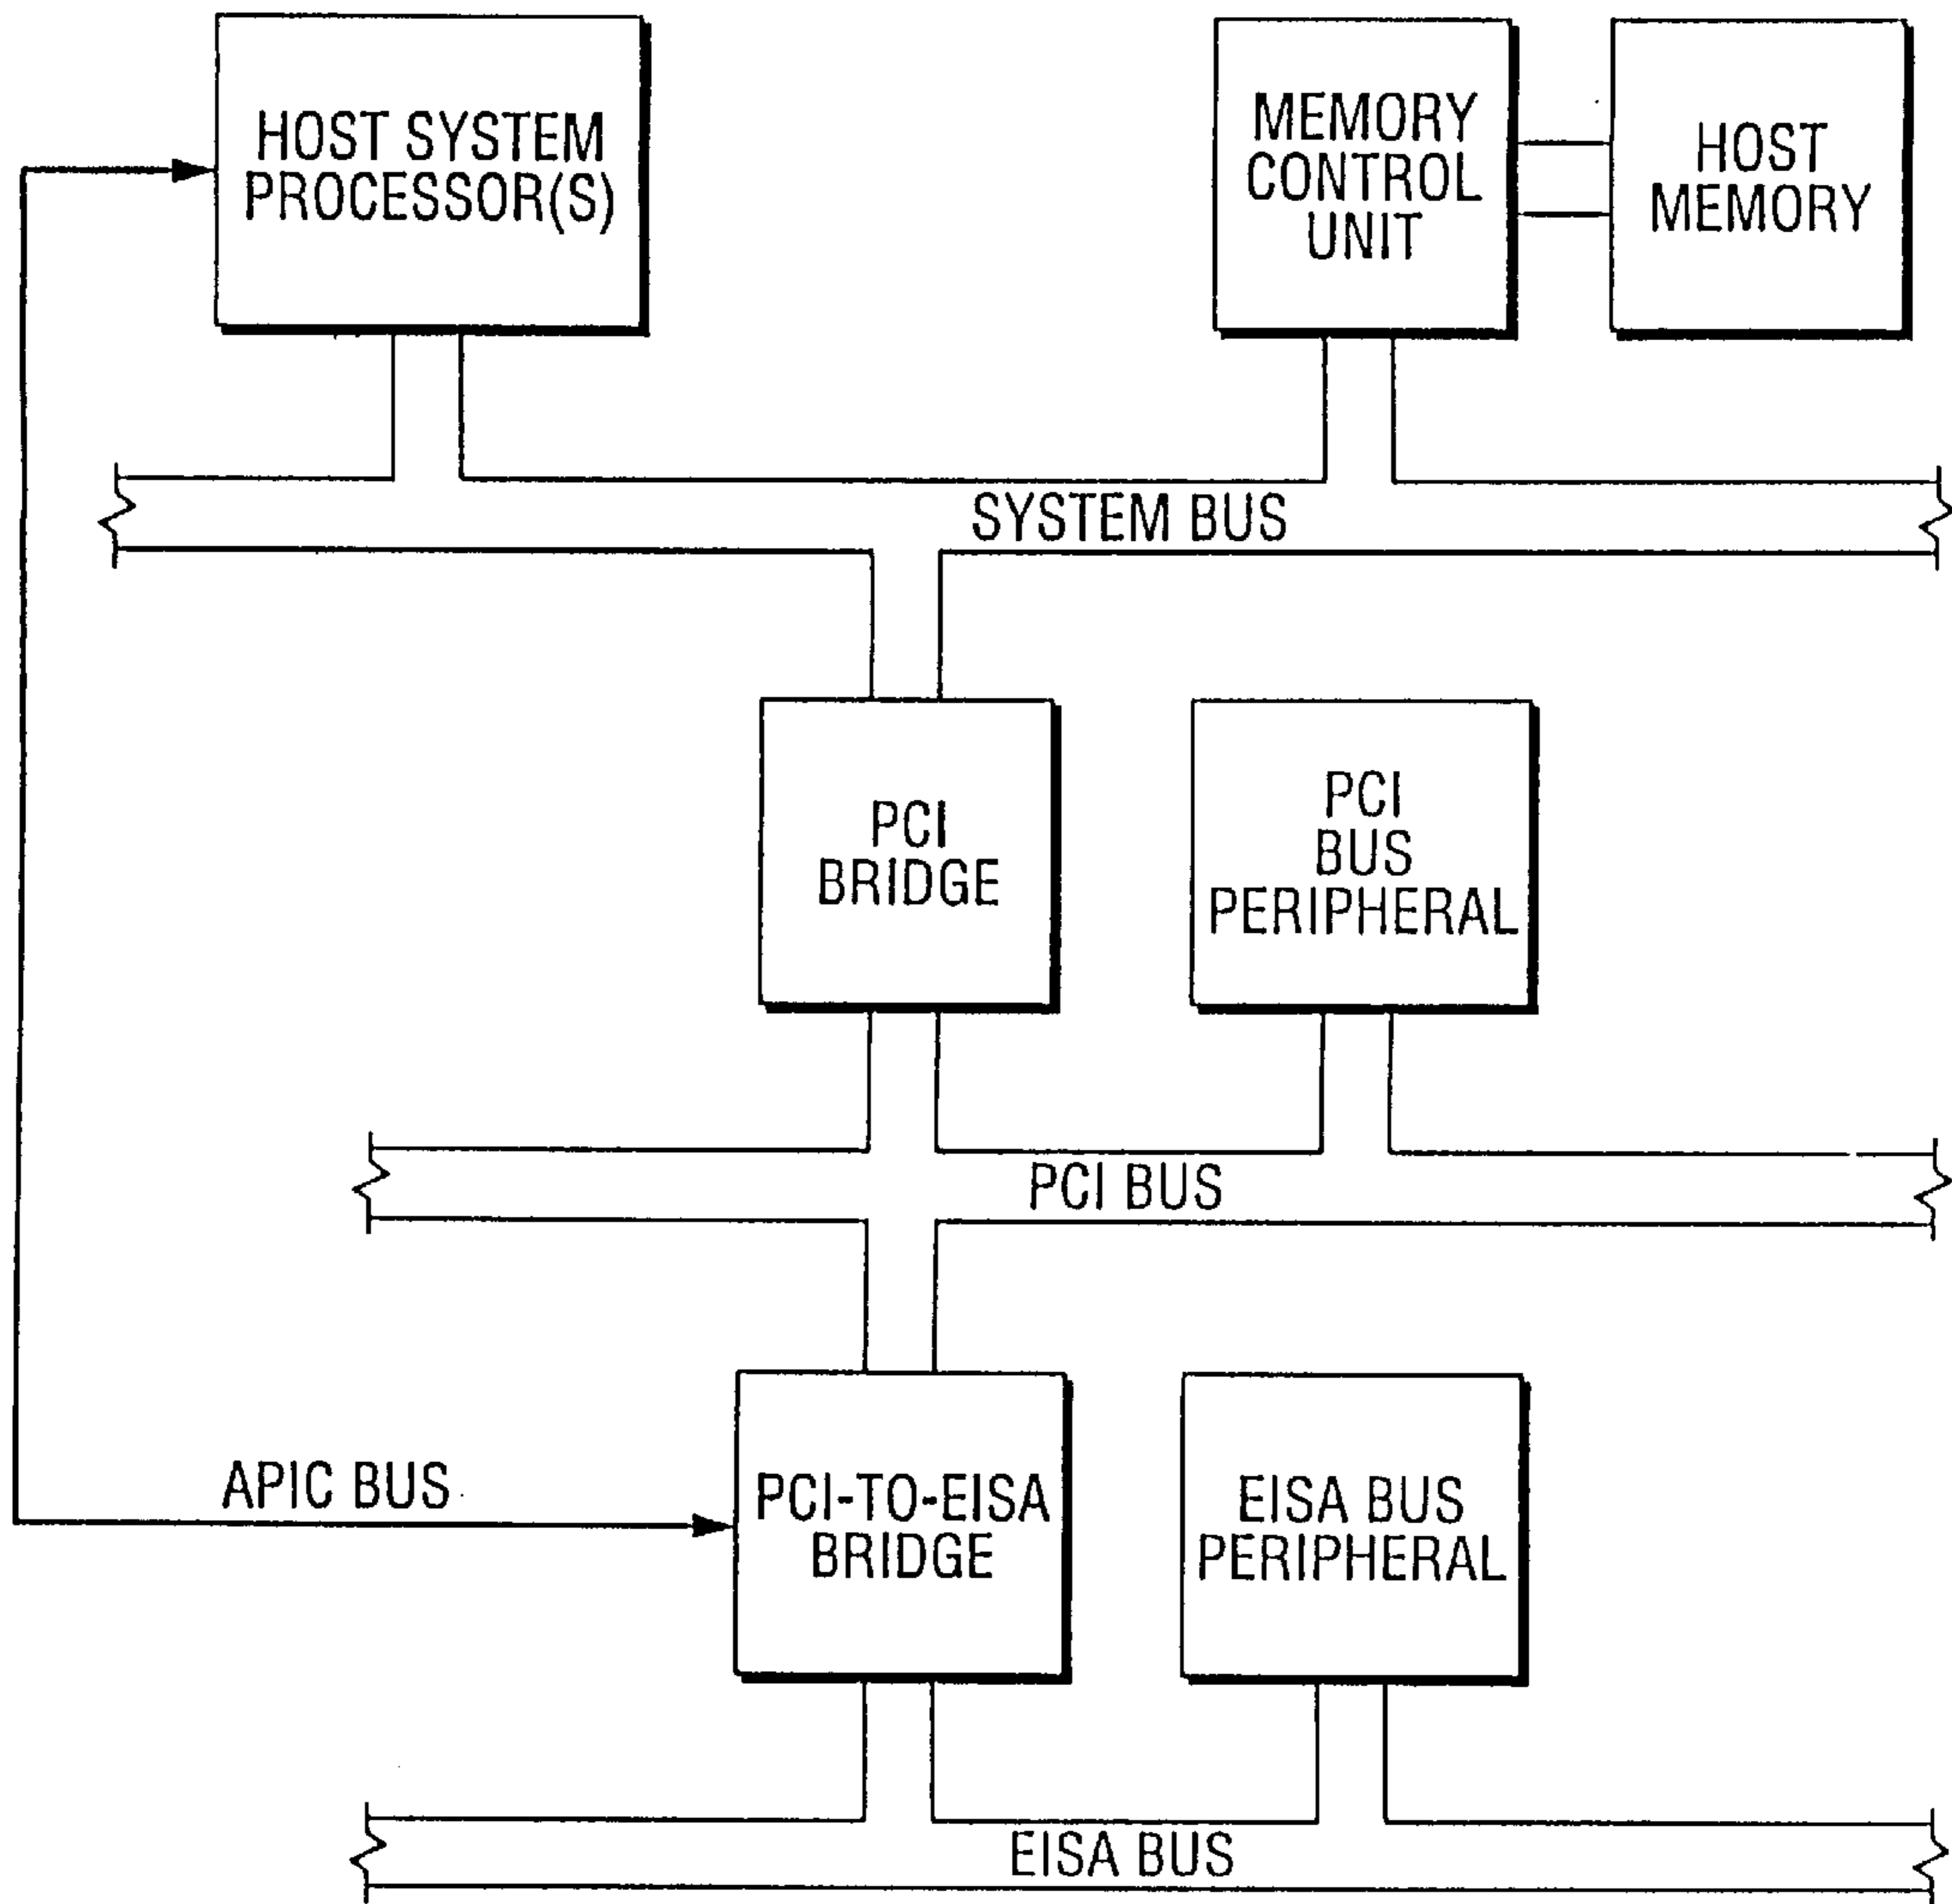 HOST SYSTEM
PROCESSOR(S)
MEMORY
CONTROL
UNIT
HOST
MEMORY
SYSTEM BUS
PCI
BRIDGE
PCI
BUS
PERIPHERAL
PCI BUS
APIC BUS
PCI-TO-EISA
BRIDGE
EISA BUS
PERIPHERAL
EISA BUS